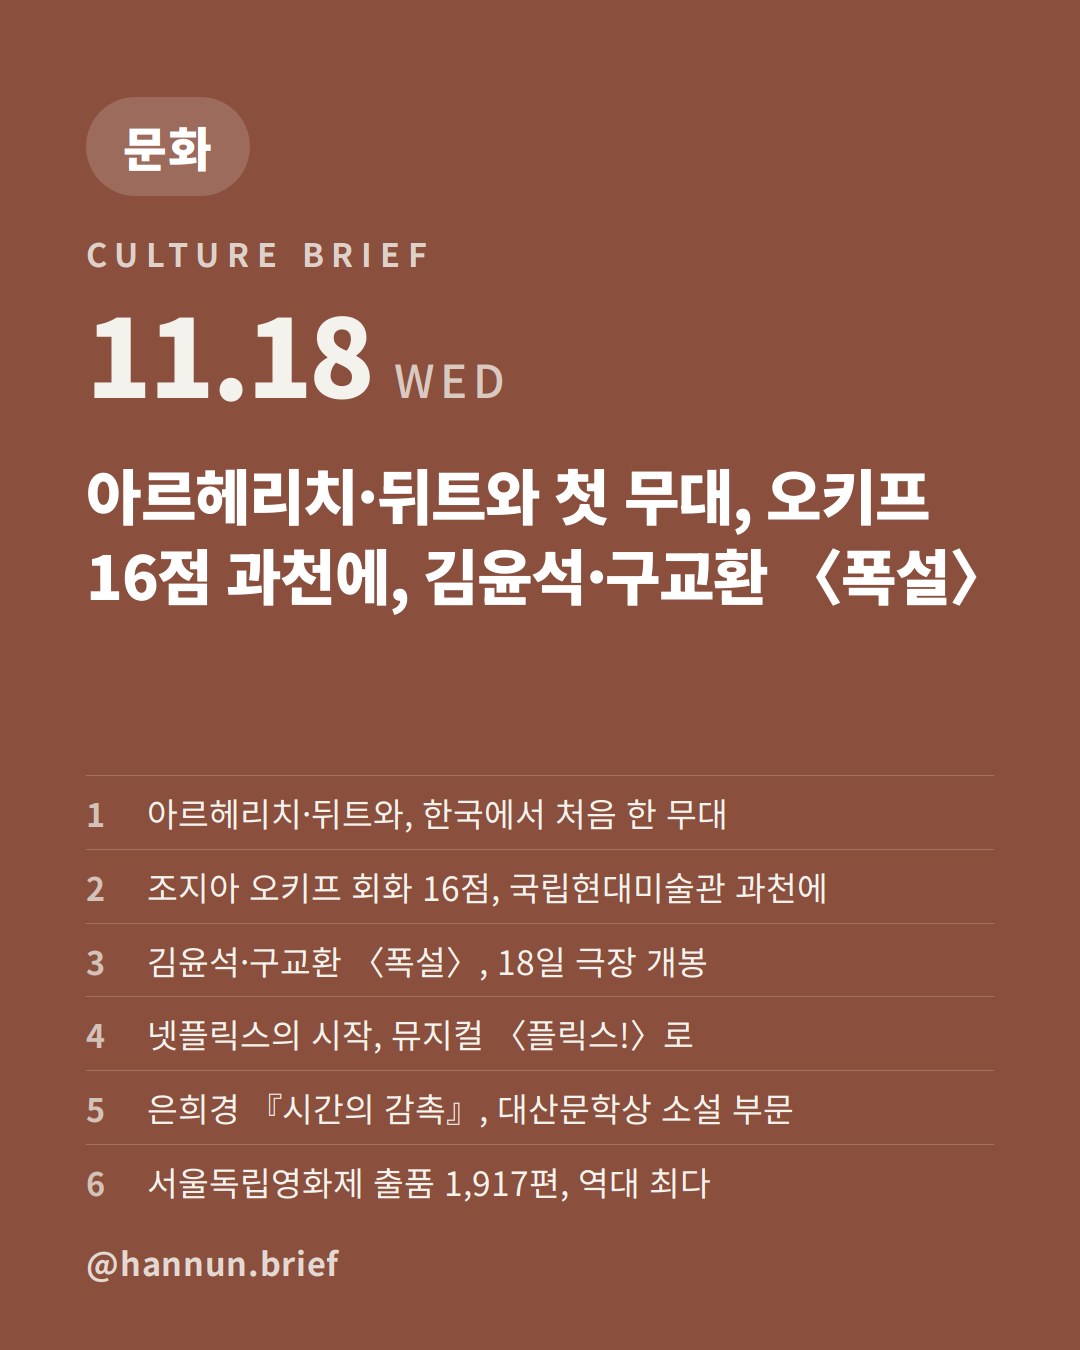 문화
CULTURE BRIEF
11.18 WED
아르헤리치·뒤트와 첫 무대, 오키프
16점 과천에, 김윤석·구교환 〈폭설〉
1 아르헤리치·뒤트와, 한국에서 처음 한 무대
2 조지아 오키프 회화 16점, 국립현대미술관 과천에
3 김윤석·구교환 〈폭설〉, 18일 극장 개봉
4 넷플릭스의 시작, 뮤지컬 〈플릭스!〉로
5 은희경 『시간의 감촉』, 대산문학상 소설 부문
6 서울독립영화제 출품 1,917편, 역대 최다
@hannun.brief